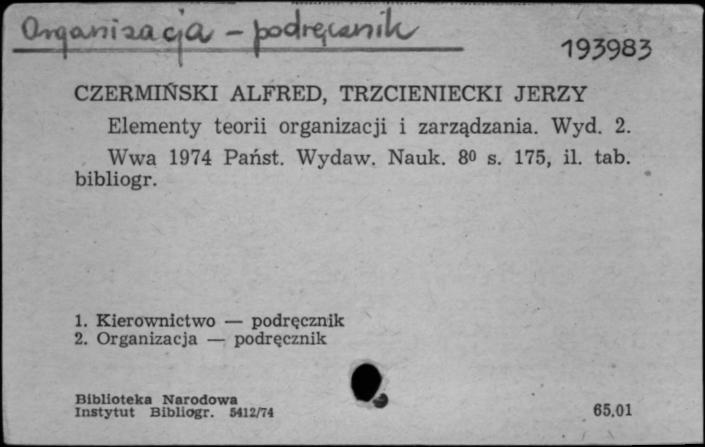 Organizacja – podręcznik
193983
CZERMIŃSKI ALFRED, TRZCIENIECKI JERZY
Elementy teorii organizacji i zarządzania. Wyd. 2.
Wwa 1974 Państ. Wydaw. Nauk. 8⁰ s. 175, il. tab.
bibliogr.
1. Kierownictwo — podręcznik
2. Organizacja — podręcznik
Biblioteka Narodowa
Instytut Bibliogr. 5412/74 65.01